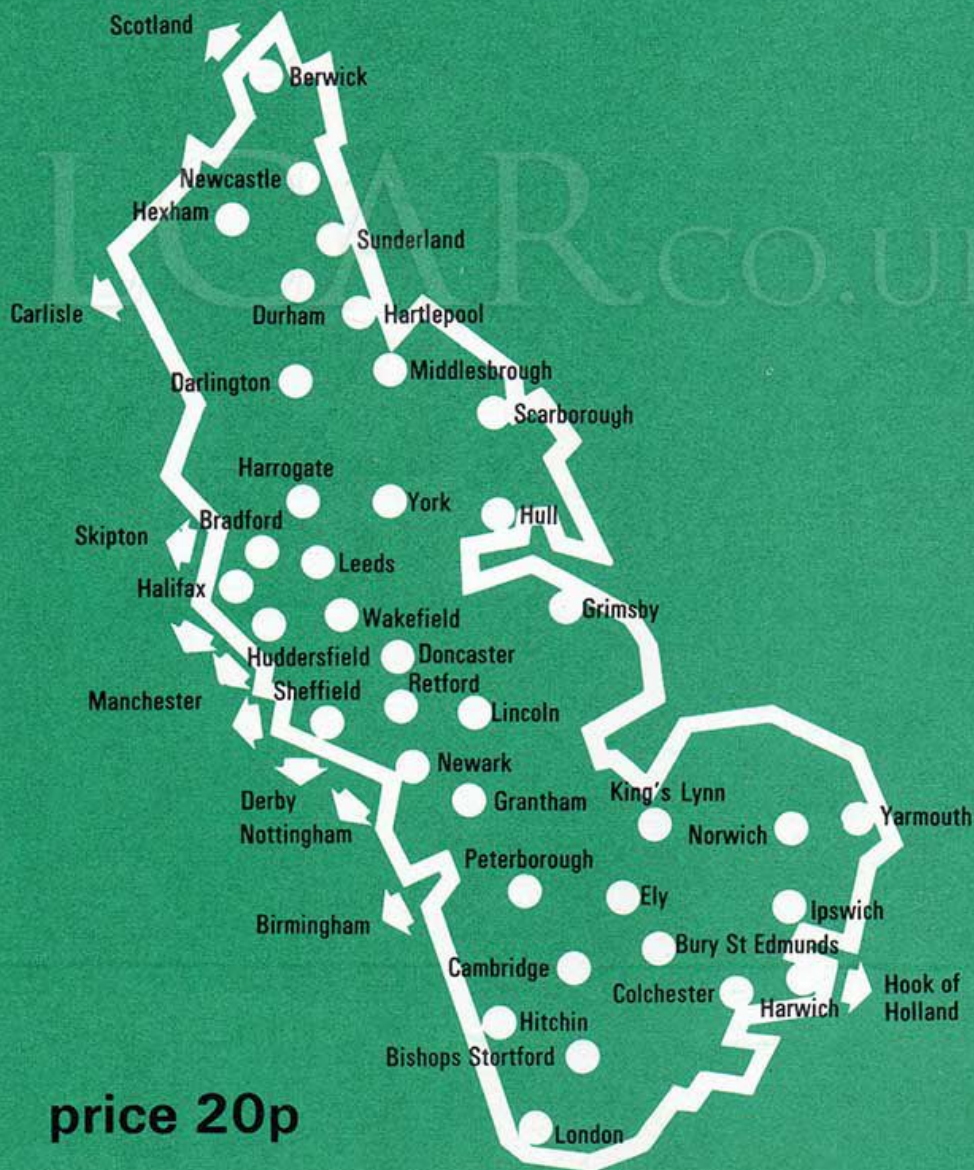 Scotland
Berwick
LCAR.CO.U
Newcastle
Hexham
Sunderland
Carlisle
Durham
Hartlepool
Darlington
Middlesbrough
Scarborough
Harrogate
York
Hull
Skipton
Bradford
Leeds
Halifax
Grimsby
Wakefield
Huddersfield
Doncaster
Manchester
Sheffield
Retford
Lincoln
Newark
Derby
Nottingham
Grantham
King's Lynn
Norwich
Yarmouth
Peterborough
Ely
Ipswich
Birmingham
Bury St Edmunds
Cambridge
Colchester
Harwich
Hook of
Holland
Hitchin
Bishops Stortford
price 20p
London